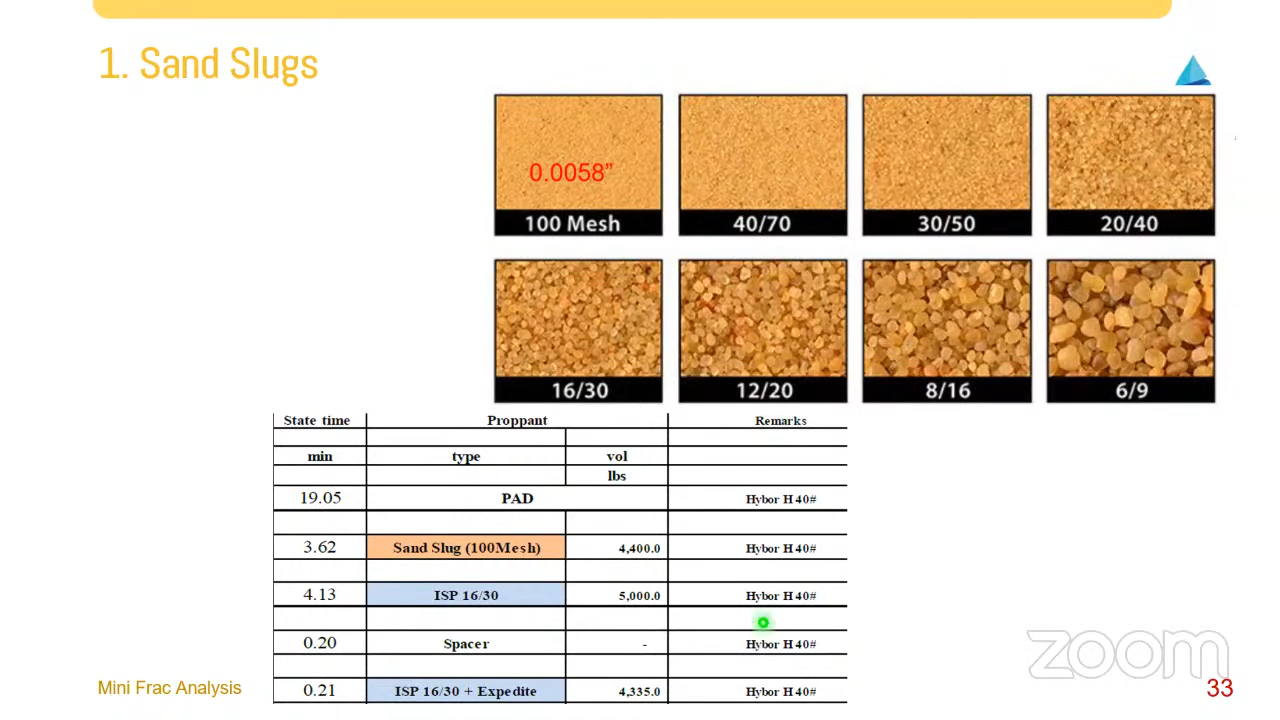 1. Sand Slugs
0.0058”
100 Mesh
40/70
30/50
20/40
16/30
12/20
8/16
6/9
State time Proppant Remarks
min type vol
lbs
19.05 PAD Hybor H 40#
3.62 Sand Slug (100Mesh) 4,400.0 Hybor H 40#
4.13 ISP 16/30 5,000.0 Hybor H 40#
0.20 Spacer - Hybor H 40#
0.21 ISP 16/30 + Expedite 4,335.0 Hybor H 40#
zoom
Mini Frac Analysis
33